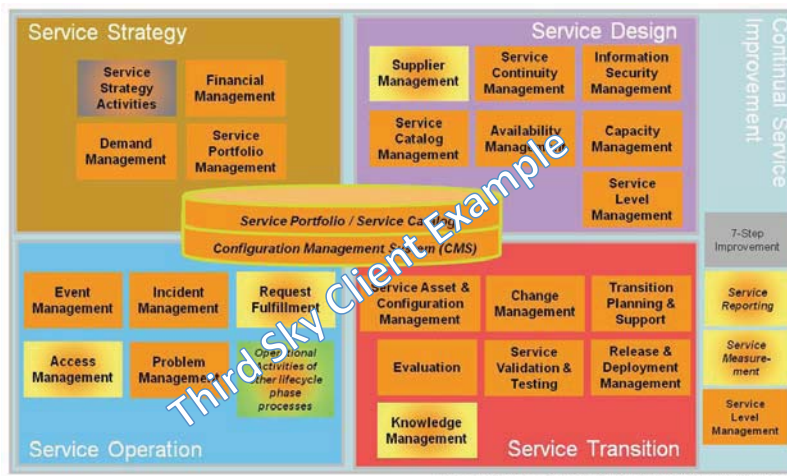 Service Strategy
Service
Strategy
Activities
Financial
Management
Demand
Management
Service
Portfolio
Management
Service Design
Supplier
Management
Service
Continuity
Management
Information
Security
Management
Service
Catalog
Management
Availability
Management
Capacity
Management
Service
Level
Management
Continual Service
Improvement
7-Step
Improvement
Service
Reporting
Service
Measure-
ment
Service
Level
Management
Service Portfolio / Service Catalog
Configuration Management System (CMS)
Event
Management
Incident
Management
Request
Fulfillment
Access
Management
Problem
Management
Operational
activities of
other lifecycle
phase
processes
Service Operation
Service Asset &
Configuration
Management
Change
Management
Transition
Planning &
Support
Evaluation
Service
Validation &
Testing
Release &
Deployment
Management
Knowledge
Management
Service Transition
Third Sky Client Example